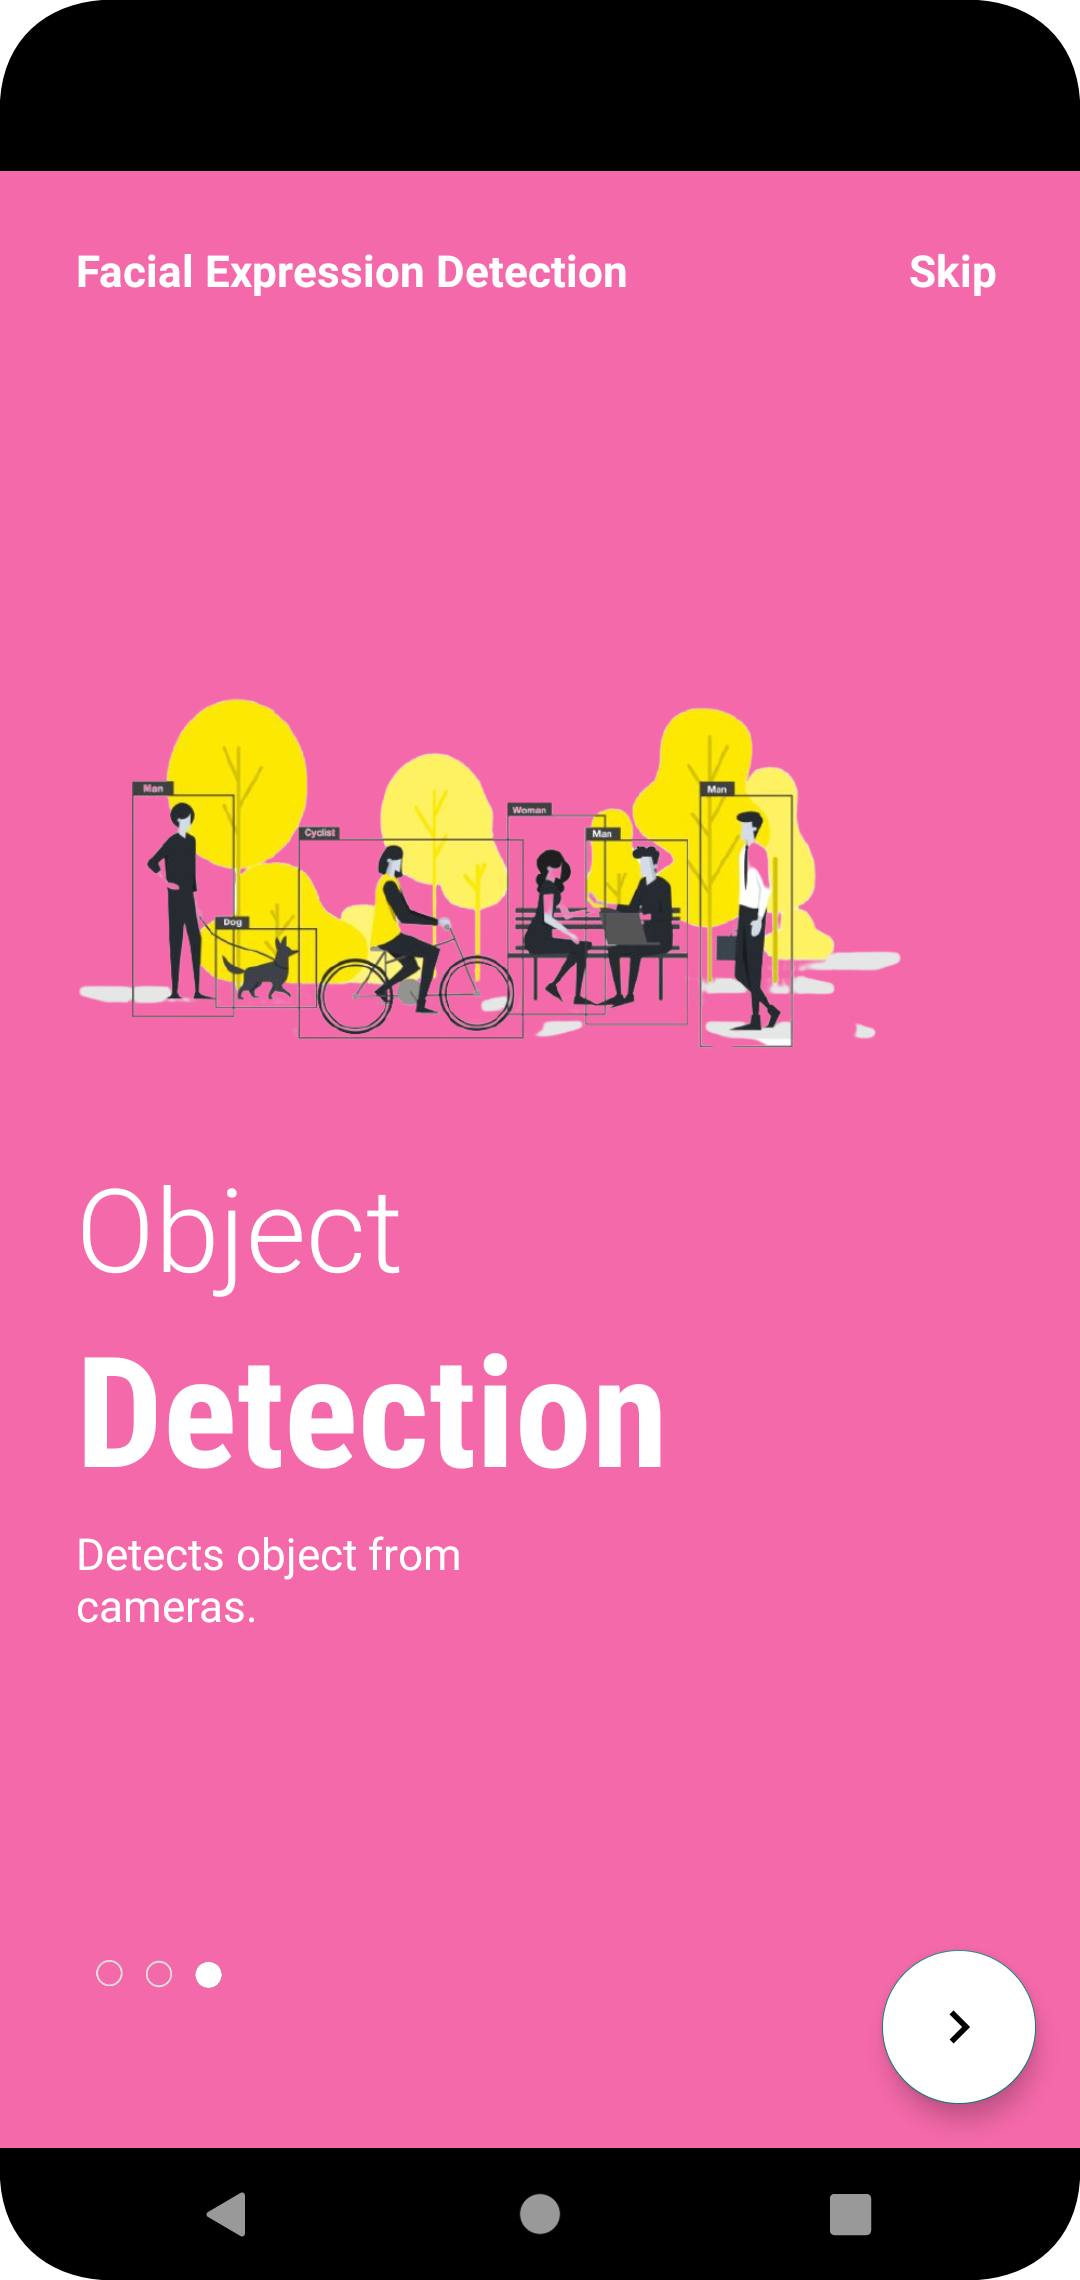 Facial Expression Detection
Skip
Man
Dog
Cyclist
Woman
Man
Man
Object
Detection
Detects object from
cameras.